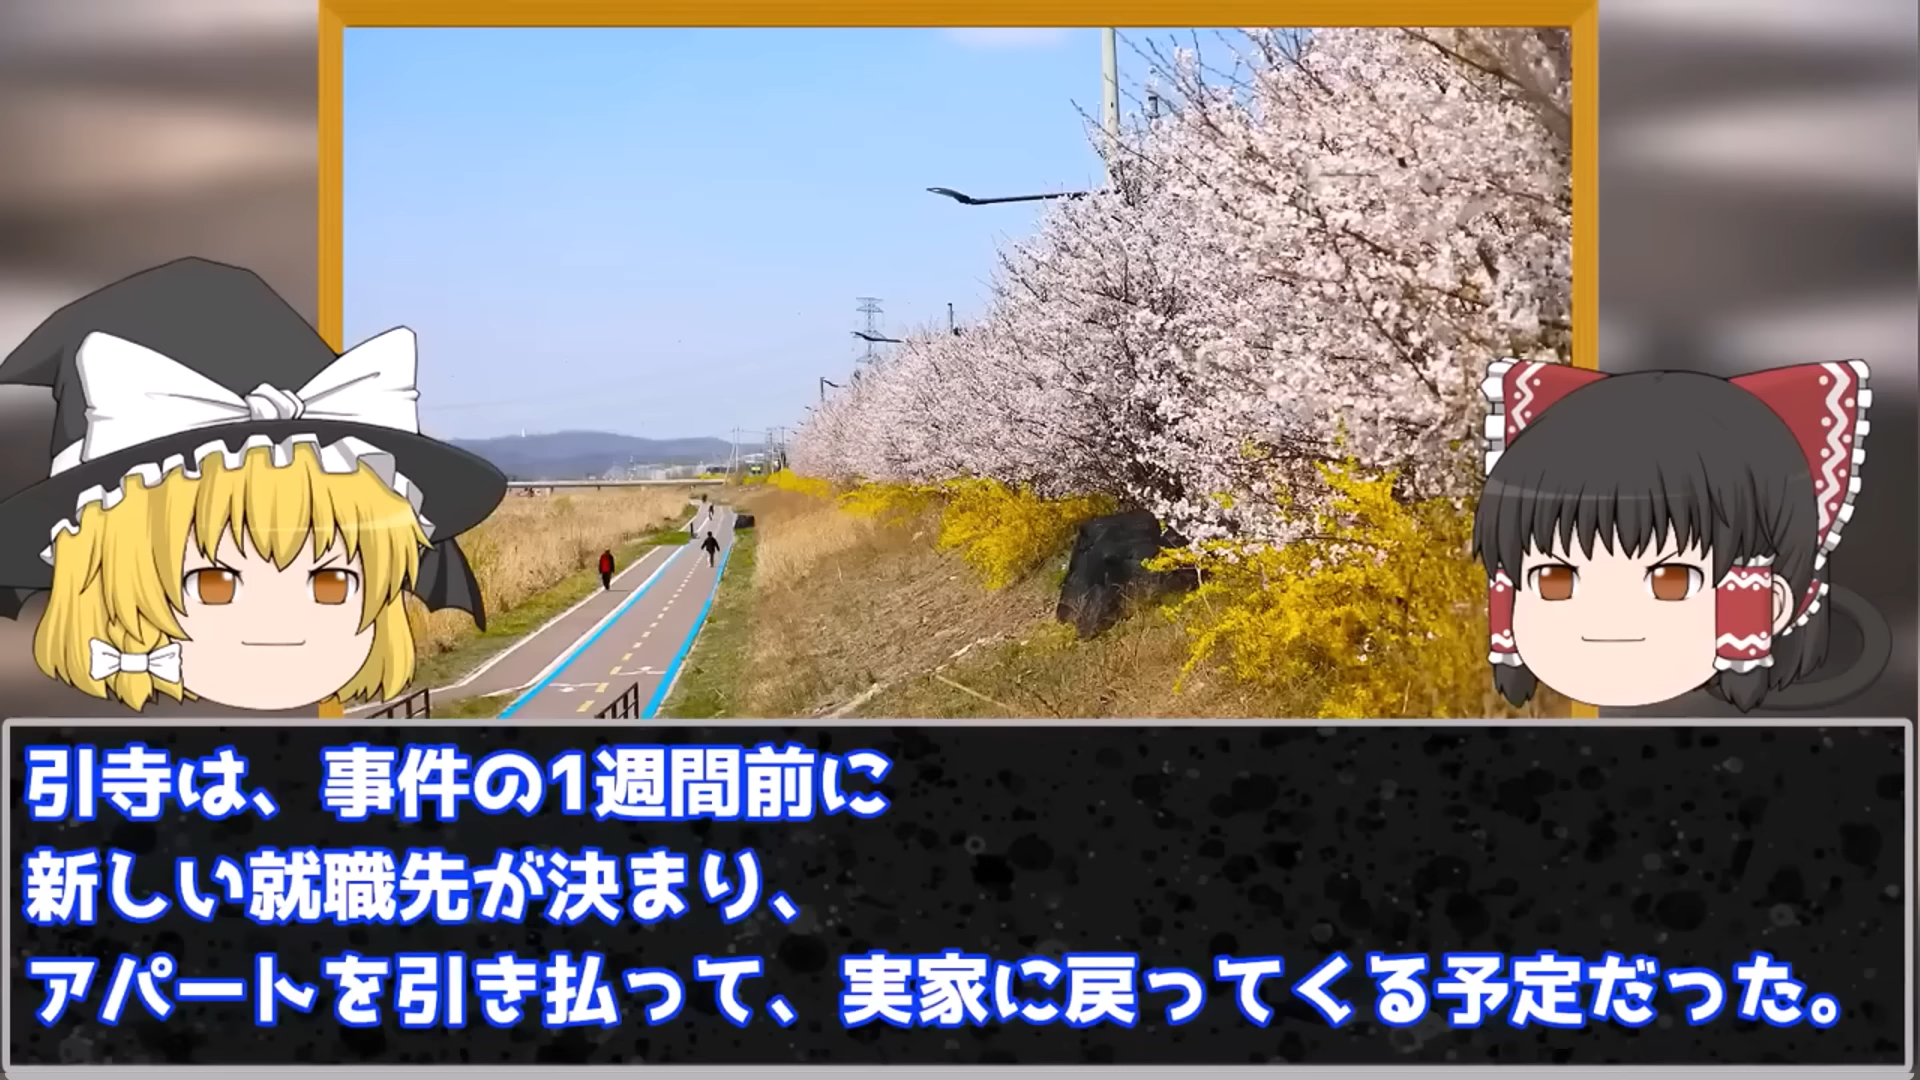 引寺は、事件の1週間前に
新しい就職先が決まり、
アパートを引き払って、実家に戻ってくる予定だった。